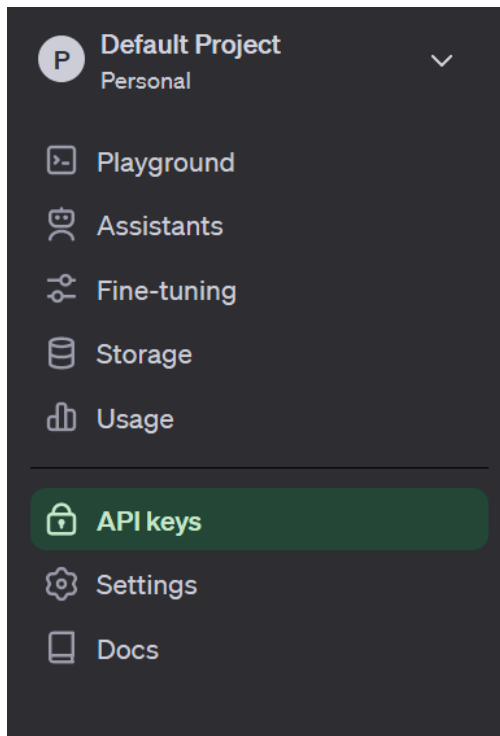 P
Default Project
Personal
Playground
Assistants
Fine-tuning
Storage
Usage
API keys
Settings
Docs